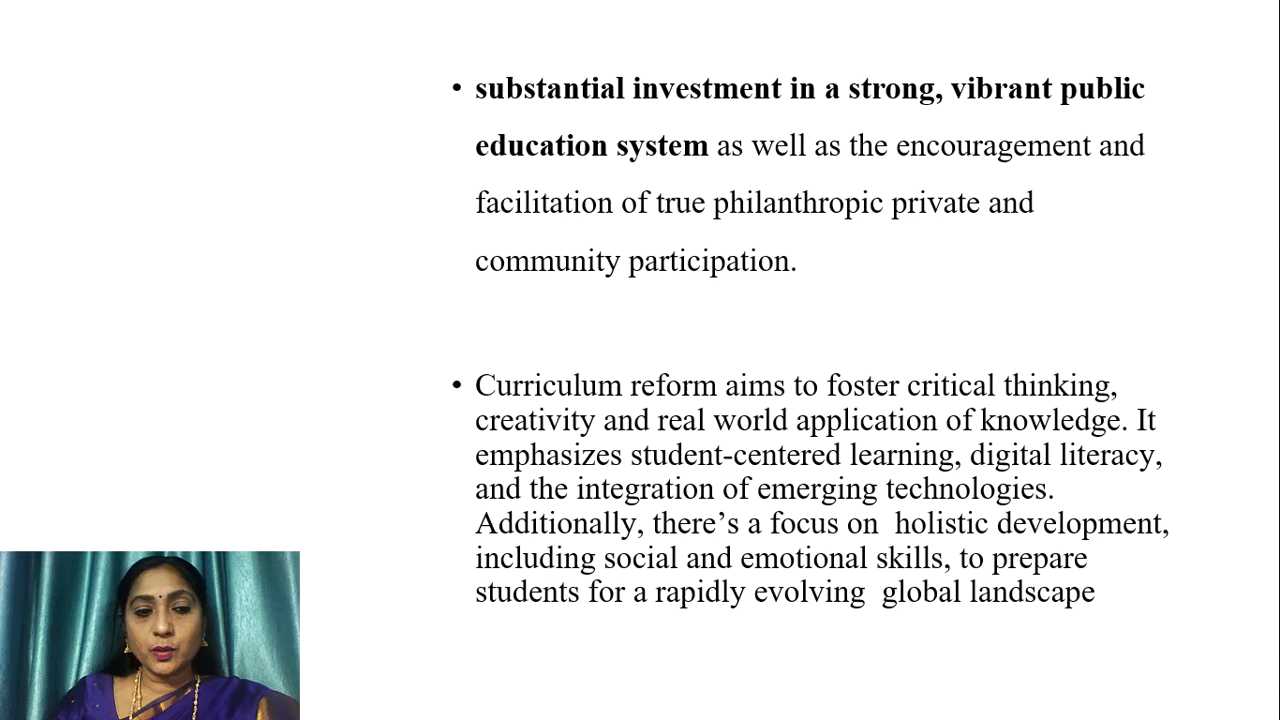 • substantial investment in a strong, vibrant public
education system as well as the encouragement and
facilitation of true philanthropic private and
community participation.
• Curriculum reform aims to foster critical thinking,
creativity and real world application of knowledge. It
emphasizes student-centered learning, digital literacy,
and the integration of emerging technologies.
Additionally, there’s a focus on  holistic development,
including social and emotional skills, to prepare
students for a rapidly evolving  global landscape